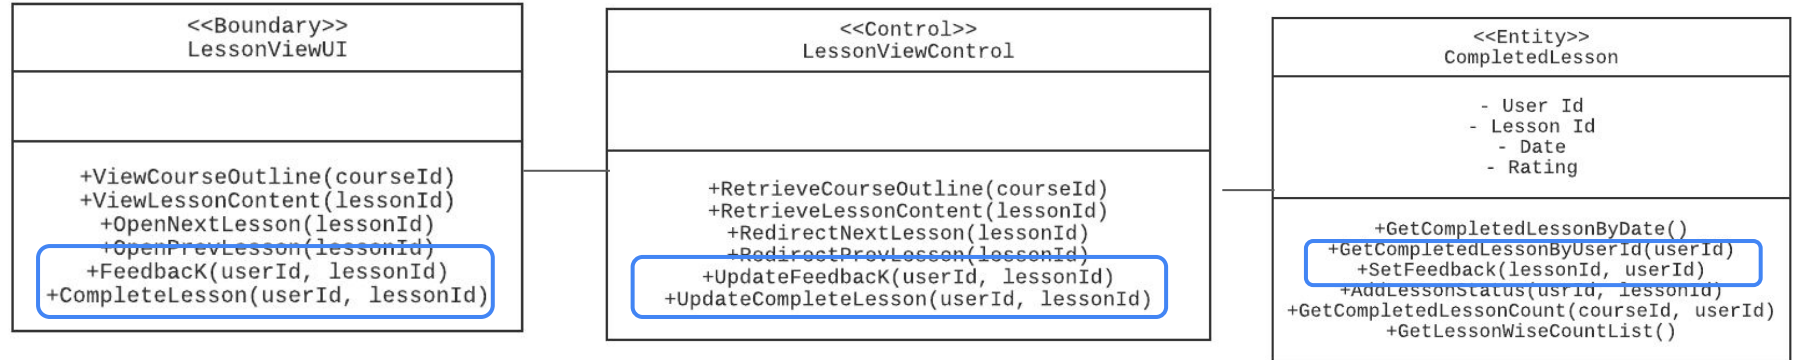 <<Boundary>>
LessonViewUI
+ViewCourseOutline(courseId)
+ViewLessonContent(lessonId)
+OpenNextLesson(lessonId)
+OpenPrevLesson(lessonId)
+FeedbacK(userId, lessonId)
+CompleteLesson(userId, lessonId)
<<Control>>
LessonViewControl
+RetrieveCourseOutline(courseId)
+RetrieveLessonContent(lessonId)
+RedirectNextLesson(lessonId)
+RedirectPrevLesson(lessonId)
+UpdateFeedbacK(userId, lessonId)
+UpdateCompleteLesson(userId, lessonId)
<<Entity>>
CompletedLesson
- User Id
- Lesson Id
- Date
- Rating
+GetCompletedLessonByDate()
+GetCompletedLessonByUserId(userId)
+SetFeedback(lessonId, userId)
+AddLessonStatus(usrId, lessonId)
+GetCompletedLessonCount(courseId, userId)
+GetLessonWiseCountList()